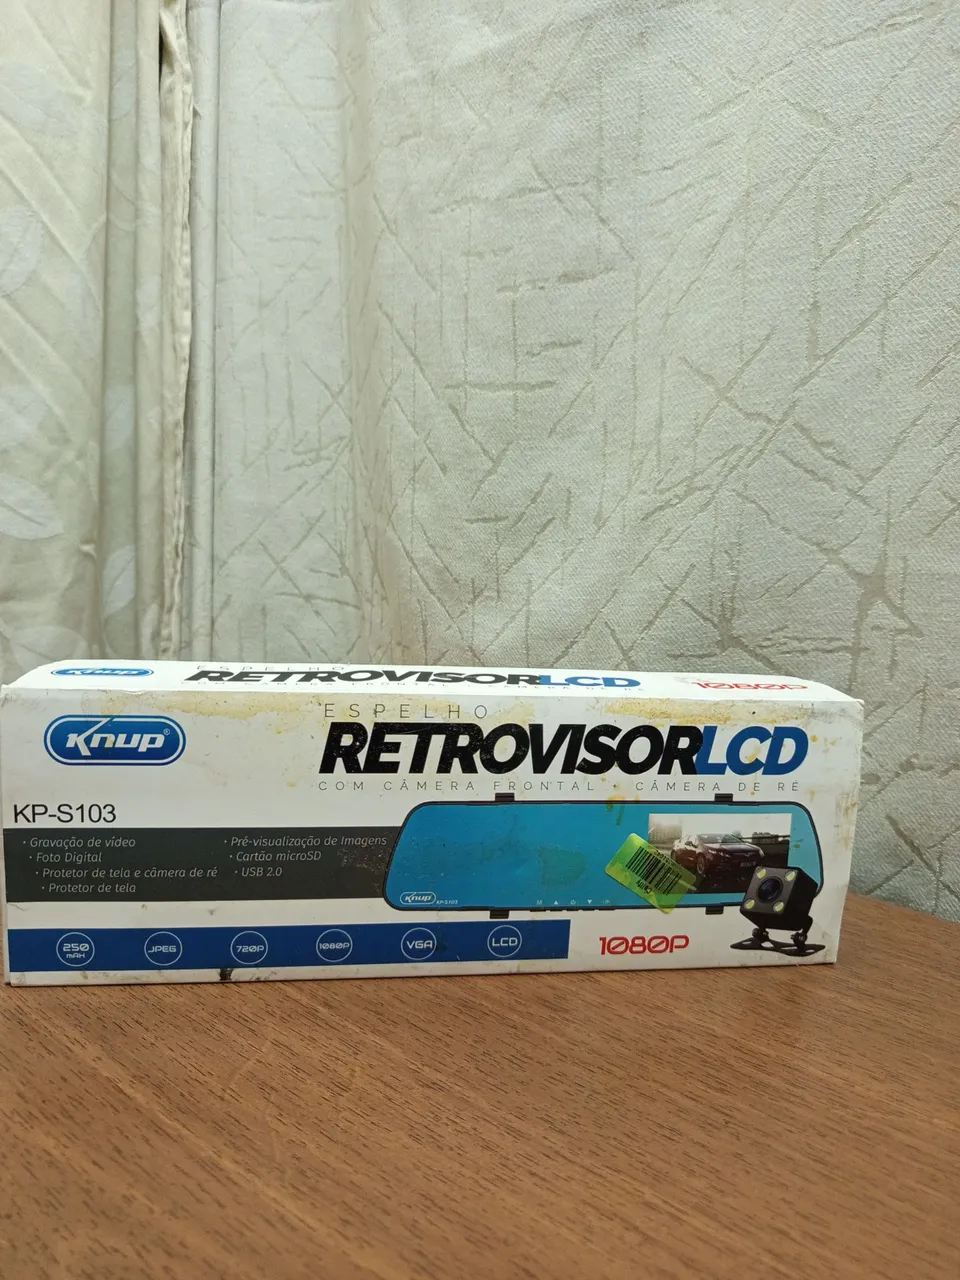 Knup
ESPELHO
RETROVISORLCD
1080P
Knup®
ESPELHO
RETROVISORLCD
COM CÂMERA FRONTAL + CÂMERA DE RÉ
KP-S103
· Gravação de vídeo
· Foto Digital
· Protetor de tela e câmera de ré
· Protetor de tela
· Pré-visualização de Imagens
· Cartão microSD
· USB 2.0
Knup KP-S103
250 mAH
JPEG
720P
1080P
VGA
LCD
1080P